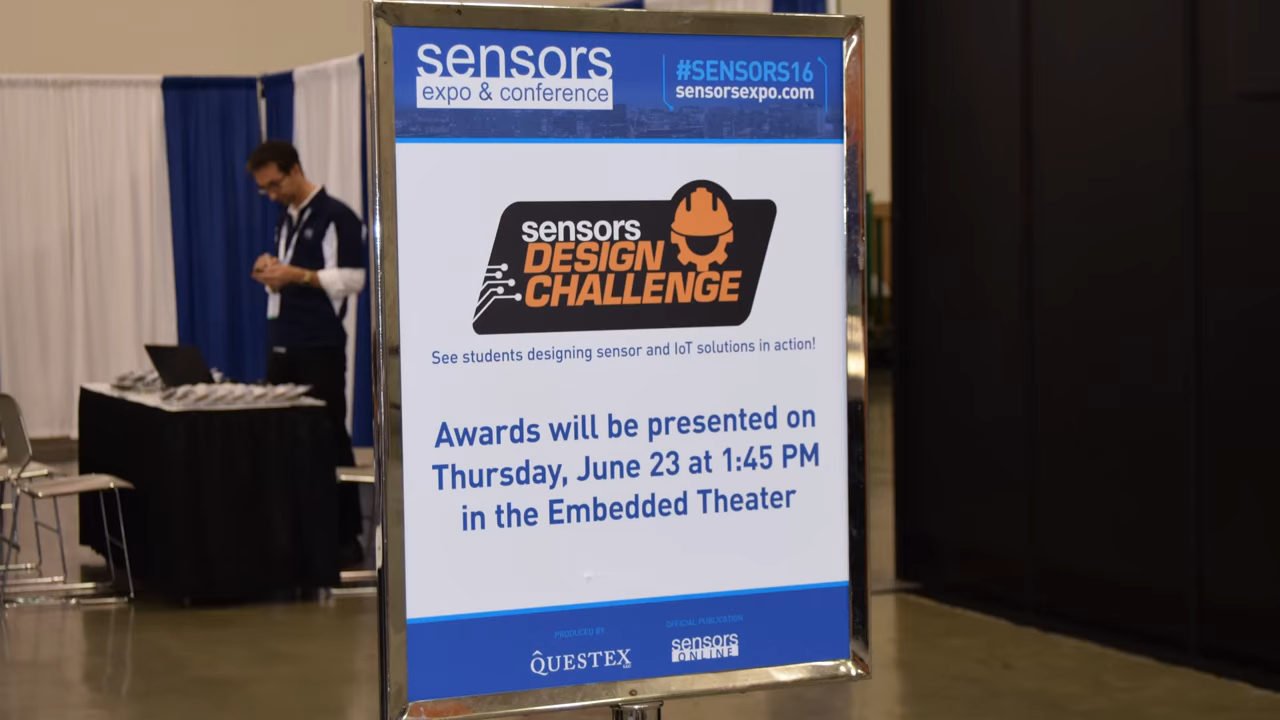 sensors
expo & conference
#SENSORS16
sensorsexpo.com
sensors
DESIGN
CHALLENGE
See students designing sensor and IoT solutions in action!
Awards will be presented on
Thursday, June 23 at 1:45 PM
in the Embedded Theater
PRODUCED BY
QUESTEX
OFFICIAL PUBLICATION
sensors
ONLINE